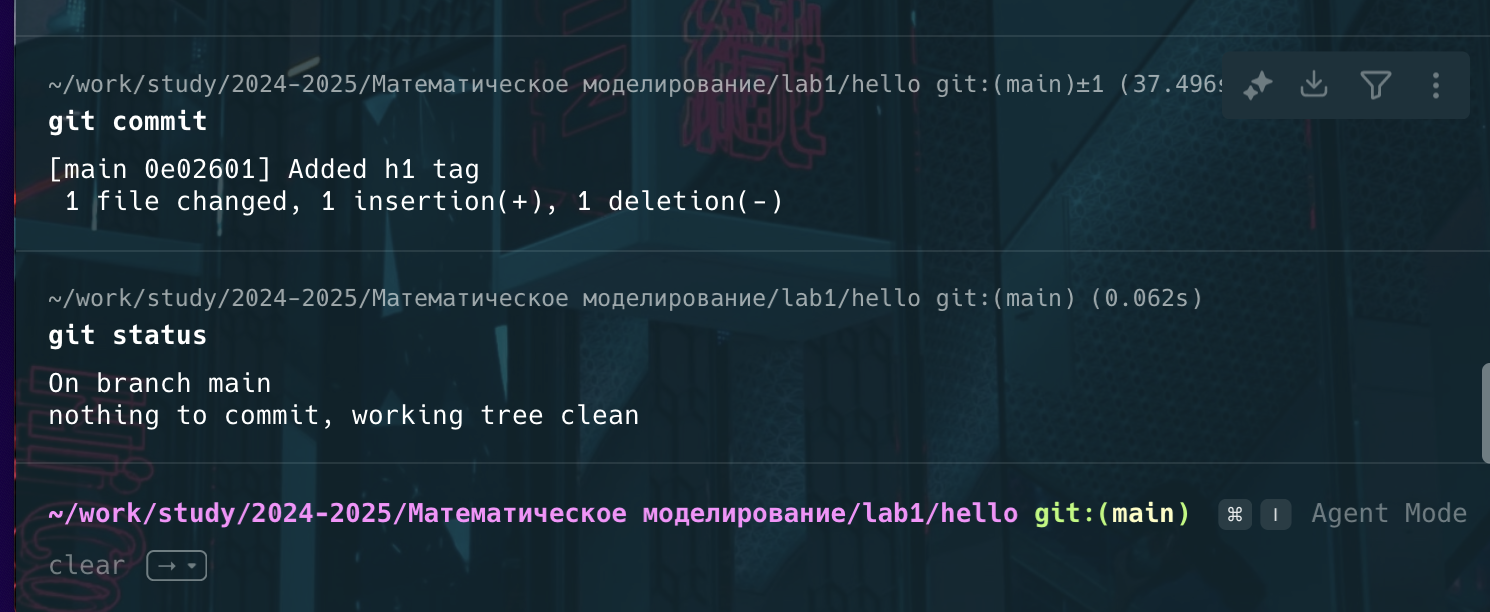 ~/work/study/2024-2025/Математическое моделирование/lab1/hello git:(main)±1 (37.496s
git commit
[main 0e02601] Added h1 tag
1 file changed, 1 insertion(+), 1 deletion(-)
~/work/study/2024-2025/Математическое моделирование/lab1/hello git:(main) (0.062s)
git status
On branch main
nothing to commit, working tree clean
~/work/study/2024-2025/Математическое моделирование/lab1/hello git:(main) ⌘ I Agent Mode
clear